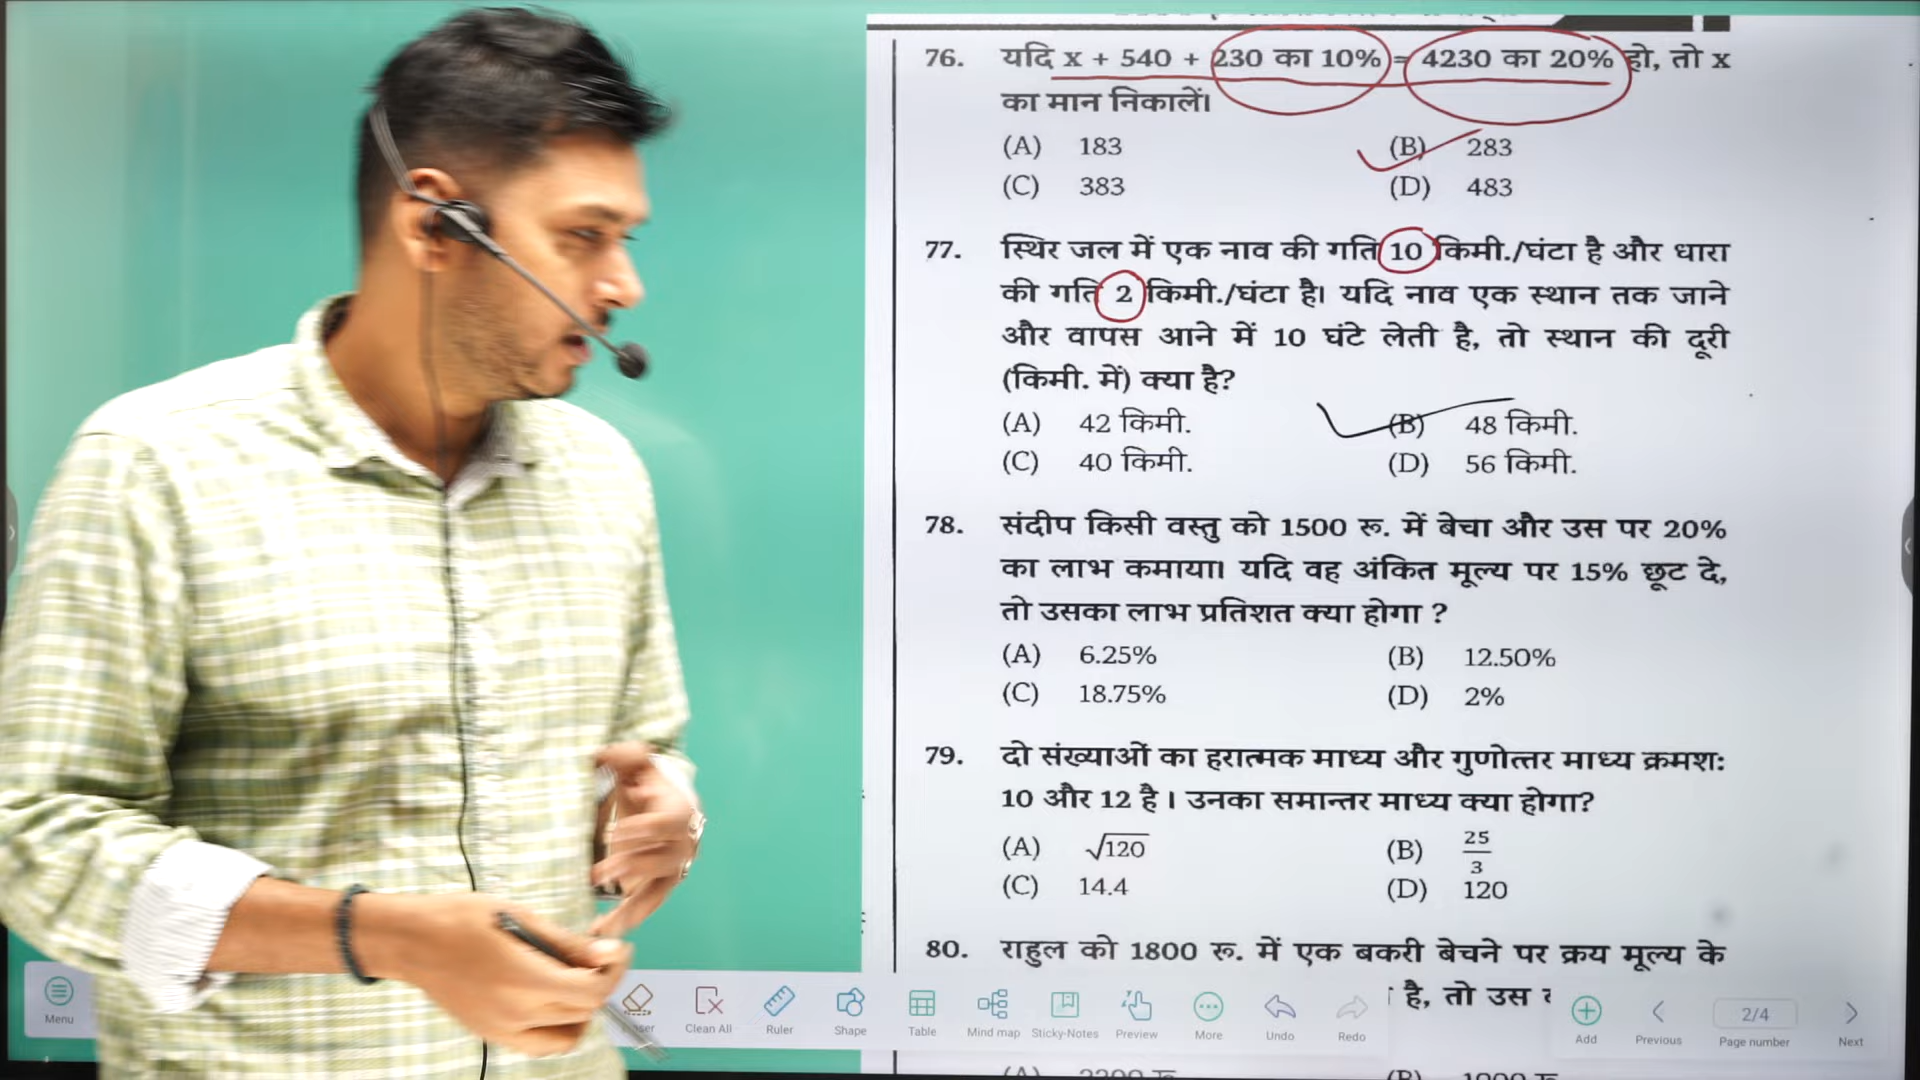 76. यदि x + 540 + 230 का 10% = 4230 का 20% हो, तो x
का मान निकालें।
(A) 183 (B) 283
(C) 383 (D) 483
77. स्थिर जल में एक नाव की गति 10 किमी./घंटा है और धारा
की गति 2 किमी./घंटा है। यदि नाव एक स्थान तक जाने
और वापस आने में 10 घंटे लेती है, तो स्थान की दूरी
(किमी. में) क्या है?
(A) 42 किमी. (B) 48 किमी.
(C) 40 किमी. (D) 56 किमी.
78. संदीप किसी वस्तु को 1500 रू. में बेचा और उस पर 20%
का लाभ कमाया। यदि वह अंकित मूल्य पर 15% छूट दे,
तो उसका लाभ प्रतिशत क्या होगा ?
(A) 6.25% (B) 12.50%
(C) 18.75% (D) 2%
79. दो संख्याओं का हरात्मक माध्य और गुणोत्तर माध्य क्रमशः
10 और 12 है । उनका समान्तर माध्य क्या होगा?
(A) √120 (B) 25/3
(C) 14.4 (D) 120
80. राहुल को 1800 रू. में एक बकरी बेचने पर क्रय मूल्य के
है, तो उस
Menu Clean All Ruler Shape Table Mind map Sticky-Notes Preview More Undo Redo Add Previous 2/4 Page number Next